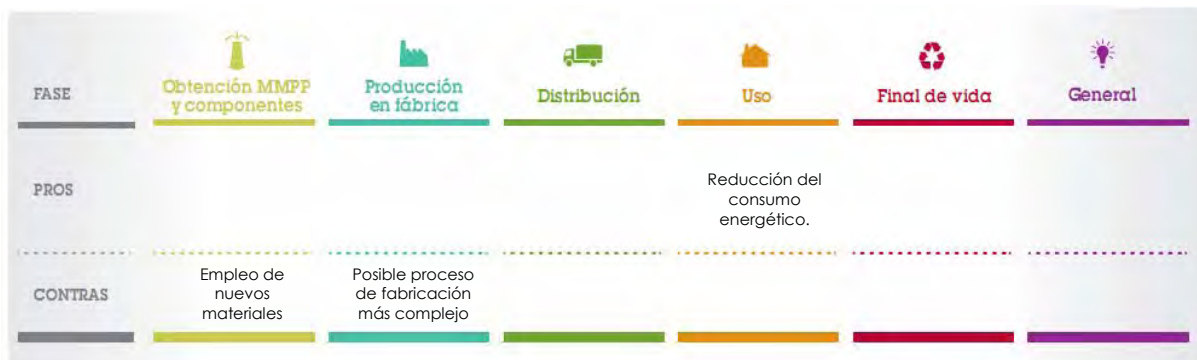 FASE
Obtención MMPP
y componentes
Producción
en fábrica
Distribución
Uso
Final de vida
General
PROS
Reducción del
consumo
energético.
CONTRAS
Empleo de
nuevos
materiales
Posible proceso
de fabricación
más complejo